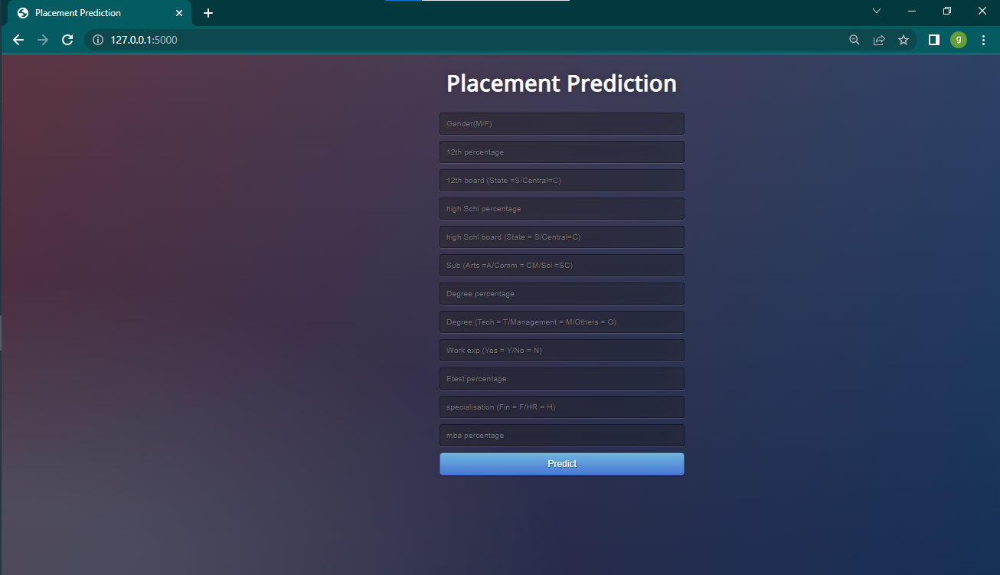 Placement Prediction
127.0.0.1:5000
g
Placement Prediction
Gender(M/F)
12th percentage
12th board (State =S/Central=C)
high Schl percentage
high Schl board (State = S/Central=C)
Sub (Arts =A/Comm = CM/Sci =SC)
Degree percentage
Degree (Tech = T/Management = M/Others = O)
Work exp (Yes = Y/No = N)
Etest percentage
specialisation (Fin = F/HR = H)
mba percentage
Predict